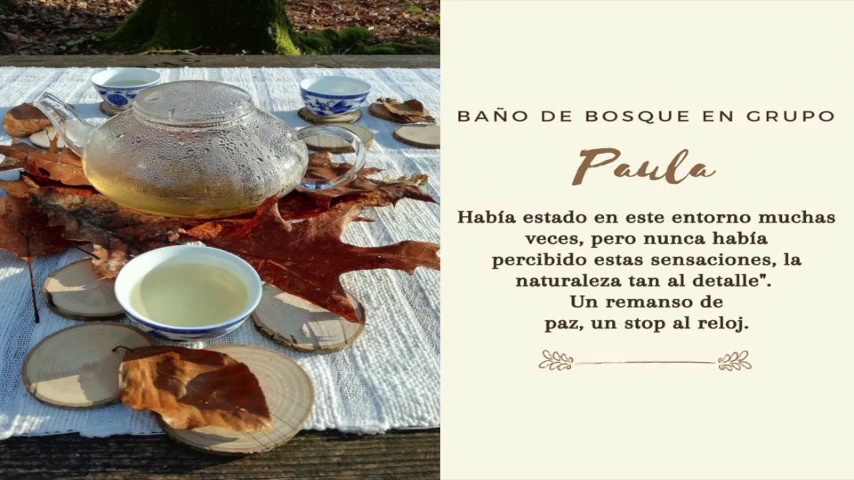 BAÑO DE BOSQUE EN GRUPO
Paula
Había estado en este entorno muchas
veces, pero nunca había
percibido estas sensaciones, la
naturaleza tan al detalle".
Un remanso de
paz, un stop al reloj.